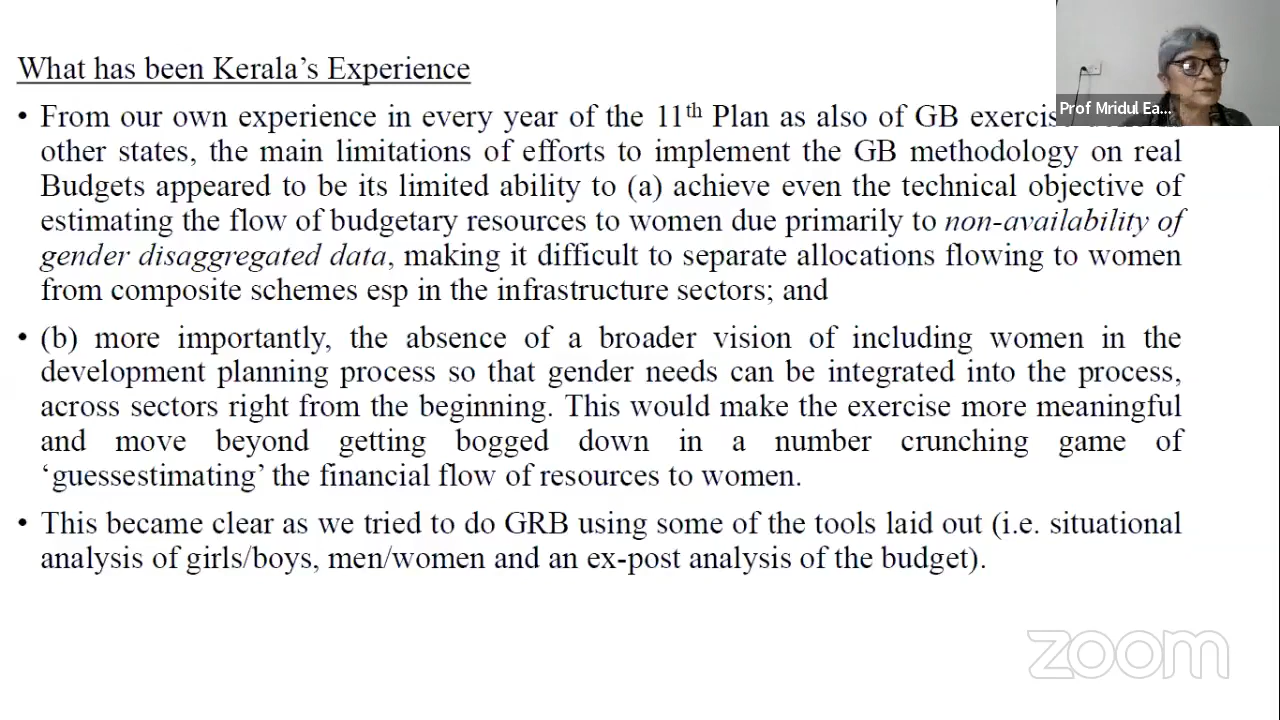 What has been Kerala’s Experience
Prof Mridul Ea...
• From our own experience in every year of the 11th Plan as also of GB exercis
other states, the main limitations of efforts to implement the GB methodology on real
Budgets appeared to be its limited ability to (a) achieve even the technical objective of
estimating the flow of budgetary resources to women due primarily to non-availability of
gender disaggregated data, making it difficult to separate allocations flowing to women
from composite schemes esp in the infrastructure sectors; and
• (b) more importantly, the absence of a broader vision of including women in the
development planning process so that gender needs can be integrated into the process,
across sectors right from the beginning. This would make the exercise more meaningful
and move beyond getting bogged down in a number crunching game of
‘guessestimating’ the financial flow of resources to women.
• This became clear as we tried to do GRB using some of the tools laid out (i.e. situational
analysis of girls/boys, men/women and an ex-post analysis of the budget).
zoom